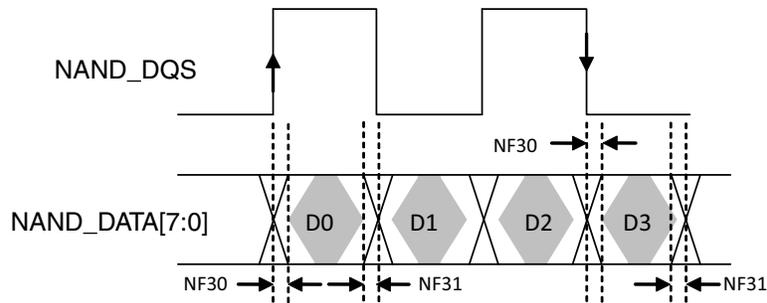 NAND_DQS
NF30
NAND_DATA[7:0] D0 D1 D2 D3
NF30 NF31 NF31